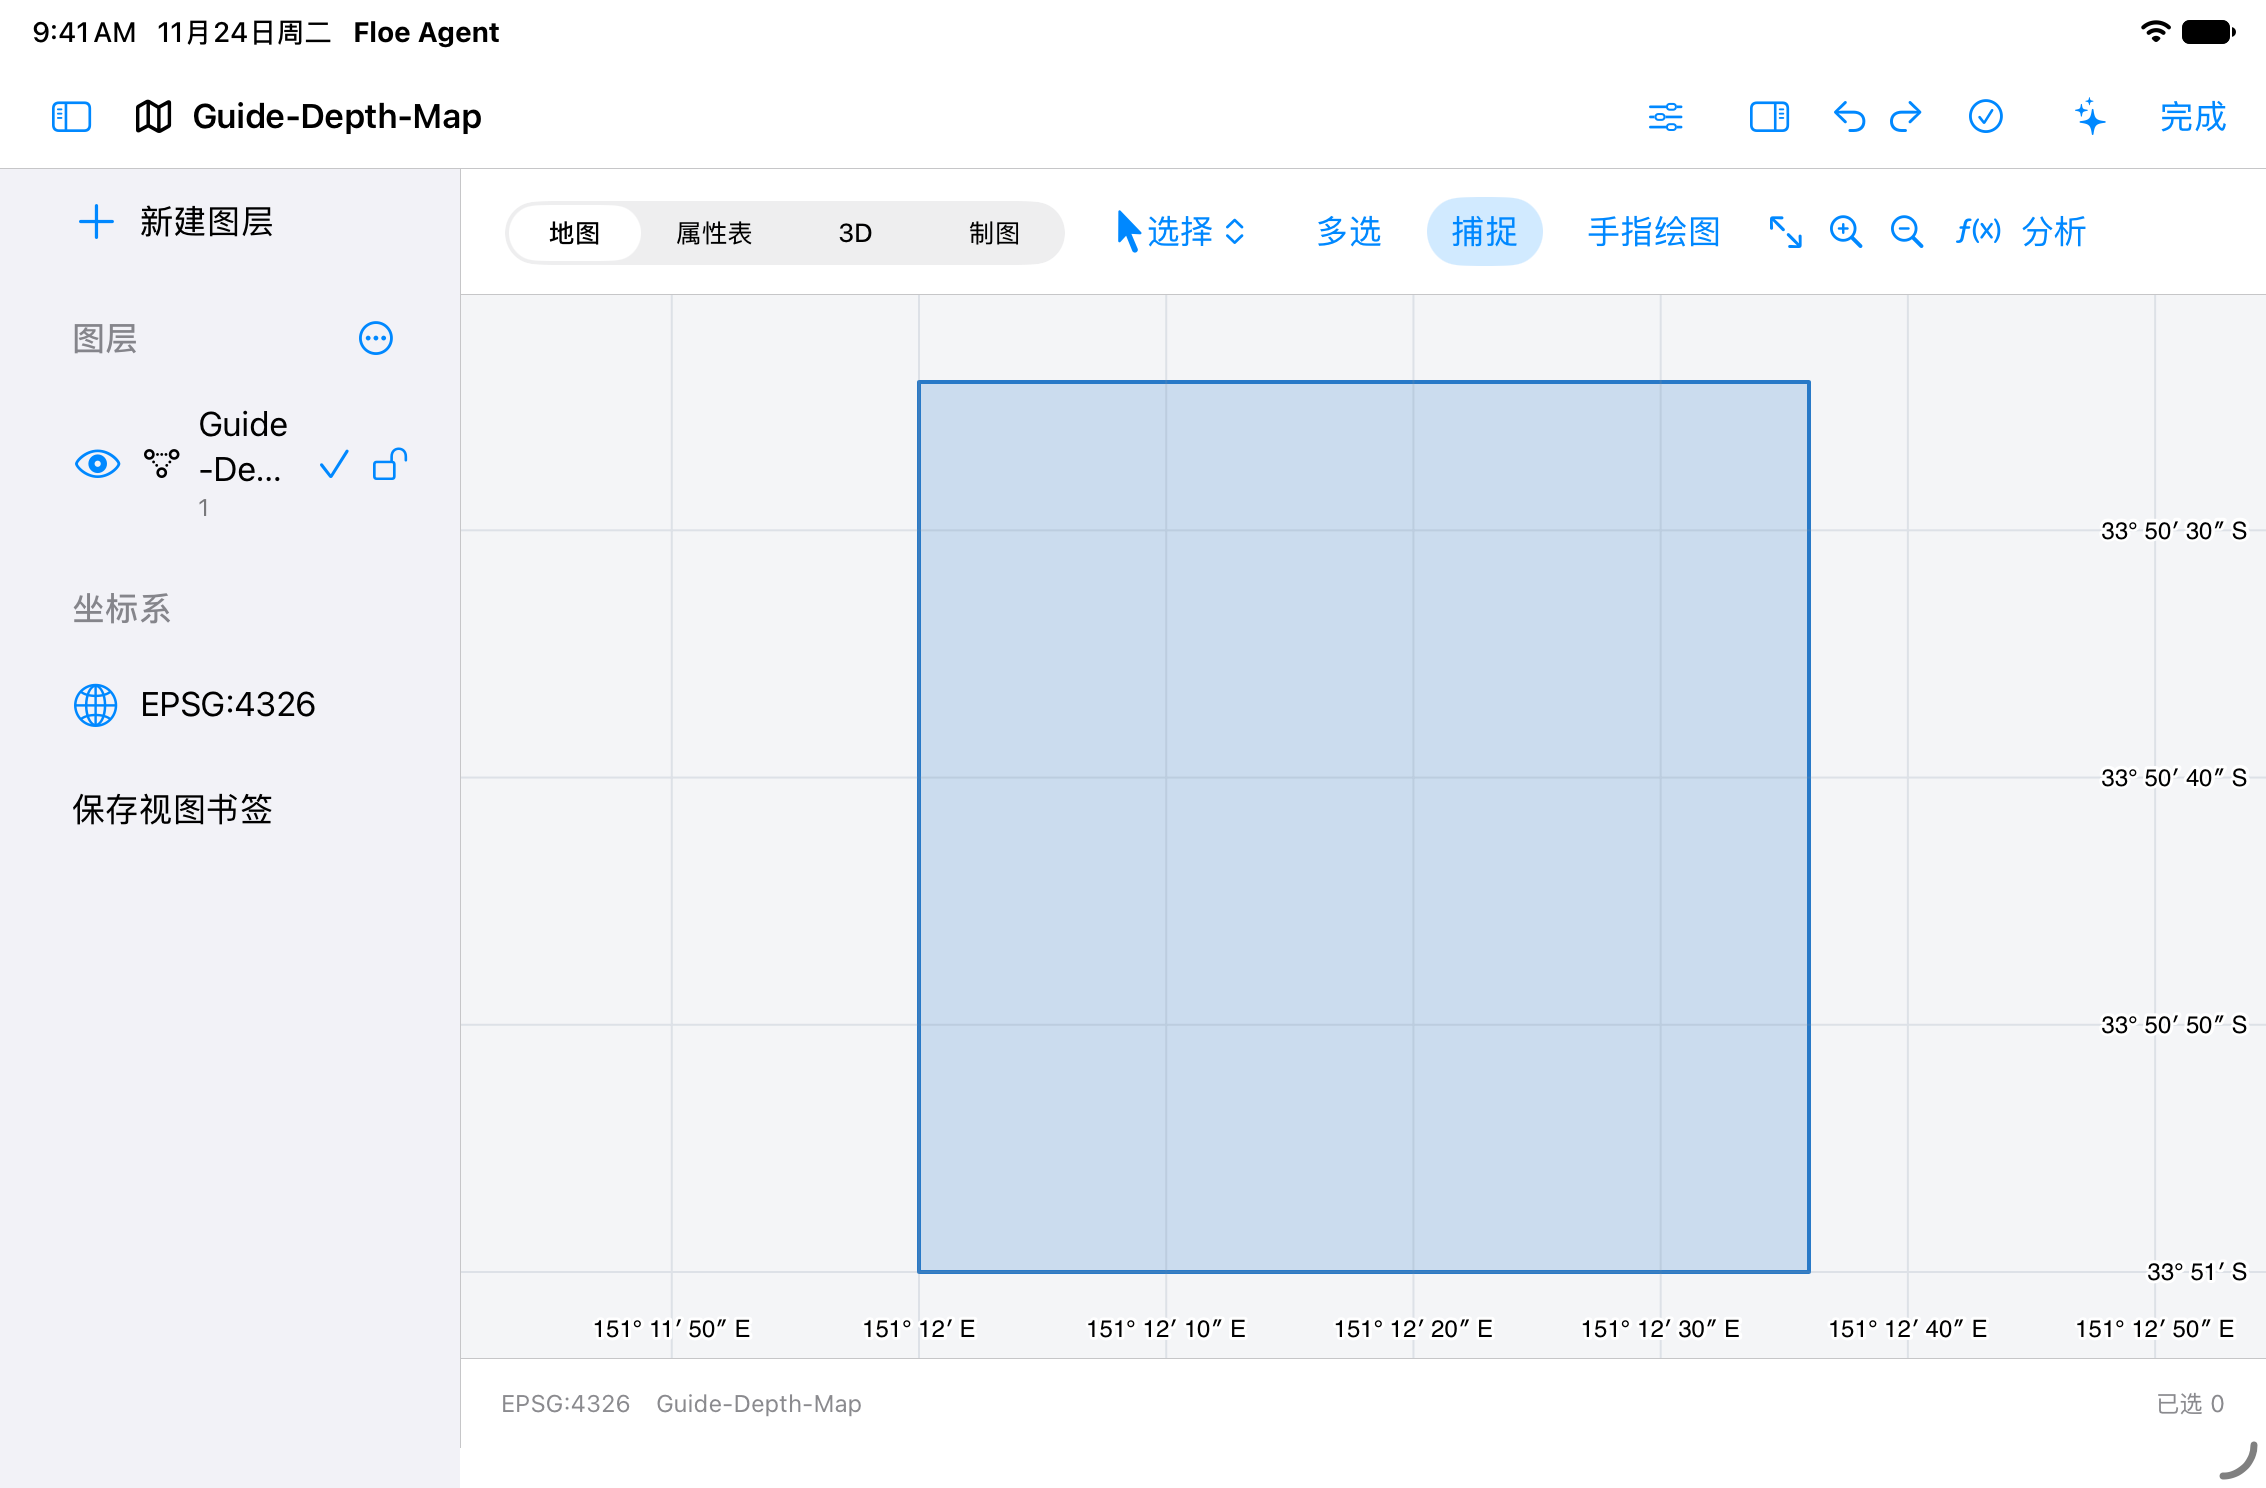 9:41 AM 11月24日周二 Floe Agent
Guide-Depth-Map
完成
新建图层
图层
Guide
-De...
1
坐标系
EPSG:4326
保存视图书签
地图 属性表 3D 制图 选择 多选 捕捉 手指绘图 f(x) 分析
33° 50′ 30″ S
33° 50′ 40″ S
33° 50′ 50″ S
33° 51′ S
151° 11′ 50″ E 151° 12′ E 151° 12′ 10″ E 151° 12′ 20″ E 151° 12′ 30″ E 151° 12′ 40″ E 151° 12′ 50″ E
EPSG:4326 Guide-Depth-Map 已选 0